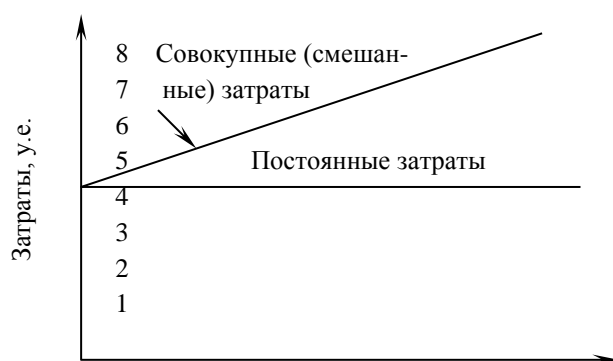 8 Совокупные (смешан-
7 ные) затраты
6
5 Постоянные затраты
4
3
2
1
Затраты, у.е.